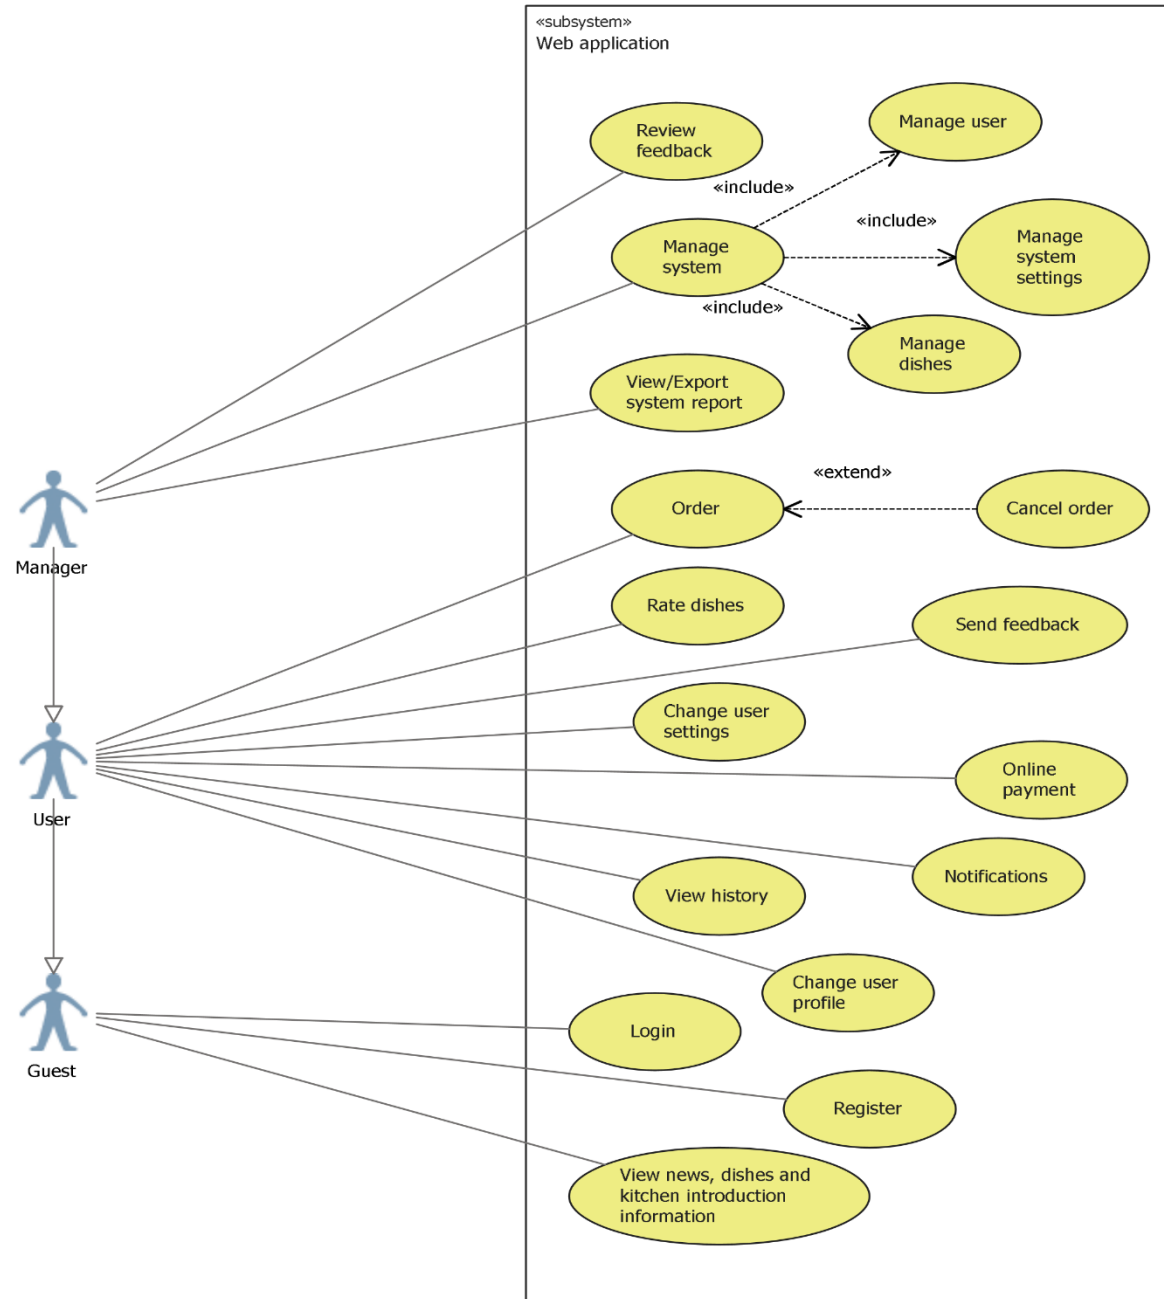 «subsystem»
Web application
Manage user
Review
feedback
«include»
«include»
Manage
system
settings
Manage
system
«include»
Manage
dishes
View/Export
system report
«extend»
Order
Cancel order
Manager
Rate dishes
Send feedback
Change user
settings
Online
payment
User
Notifications
View history
Change user
profile
Login
Guest
Register
View news, dishes and
kitchen introduction
information